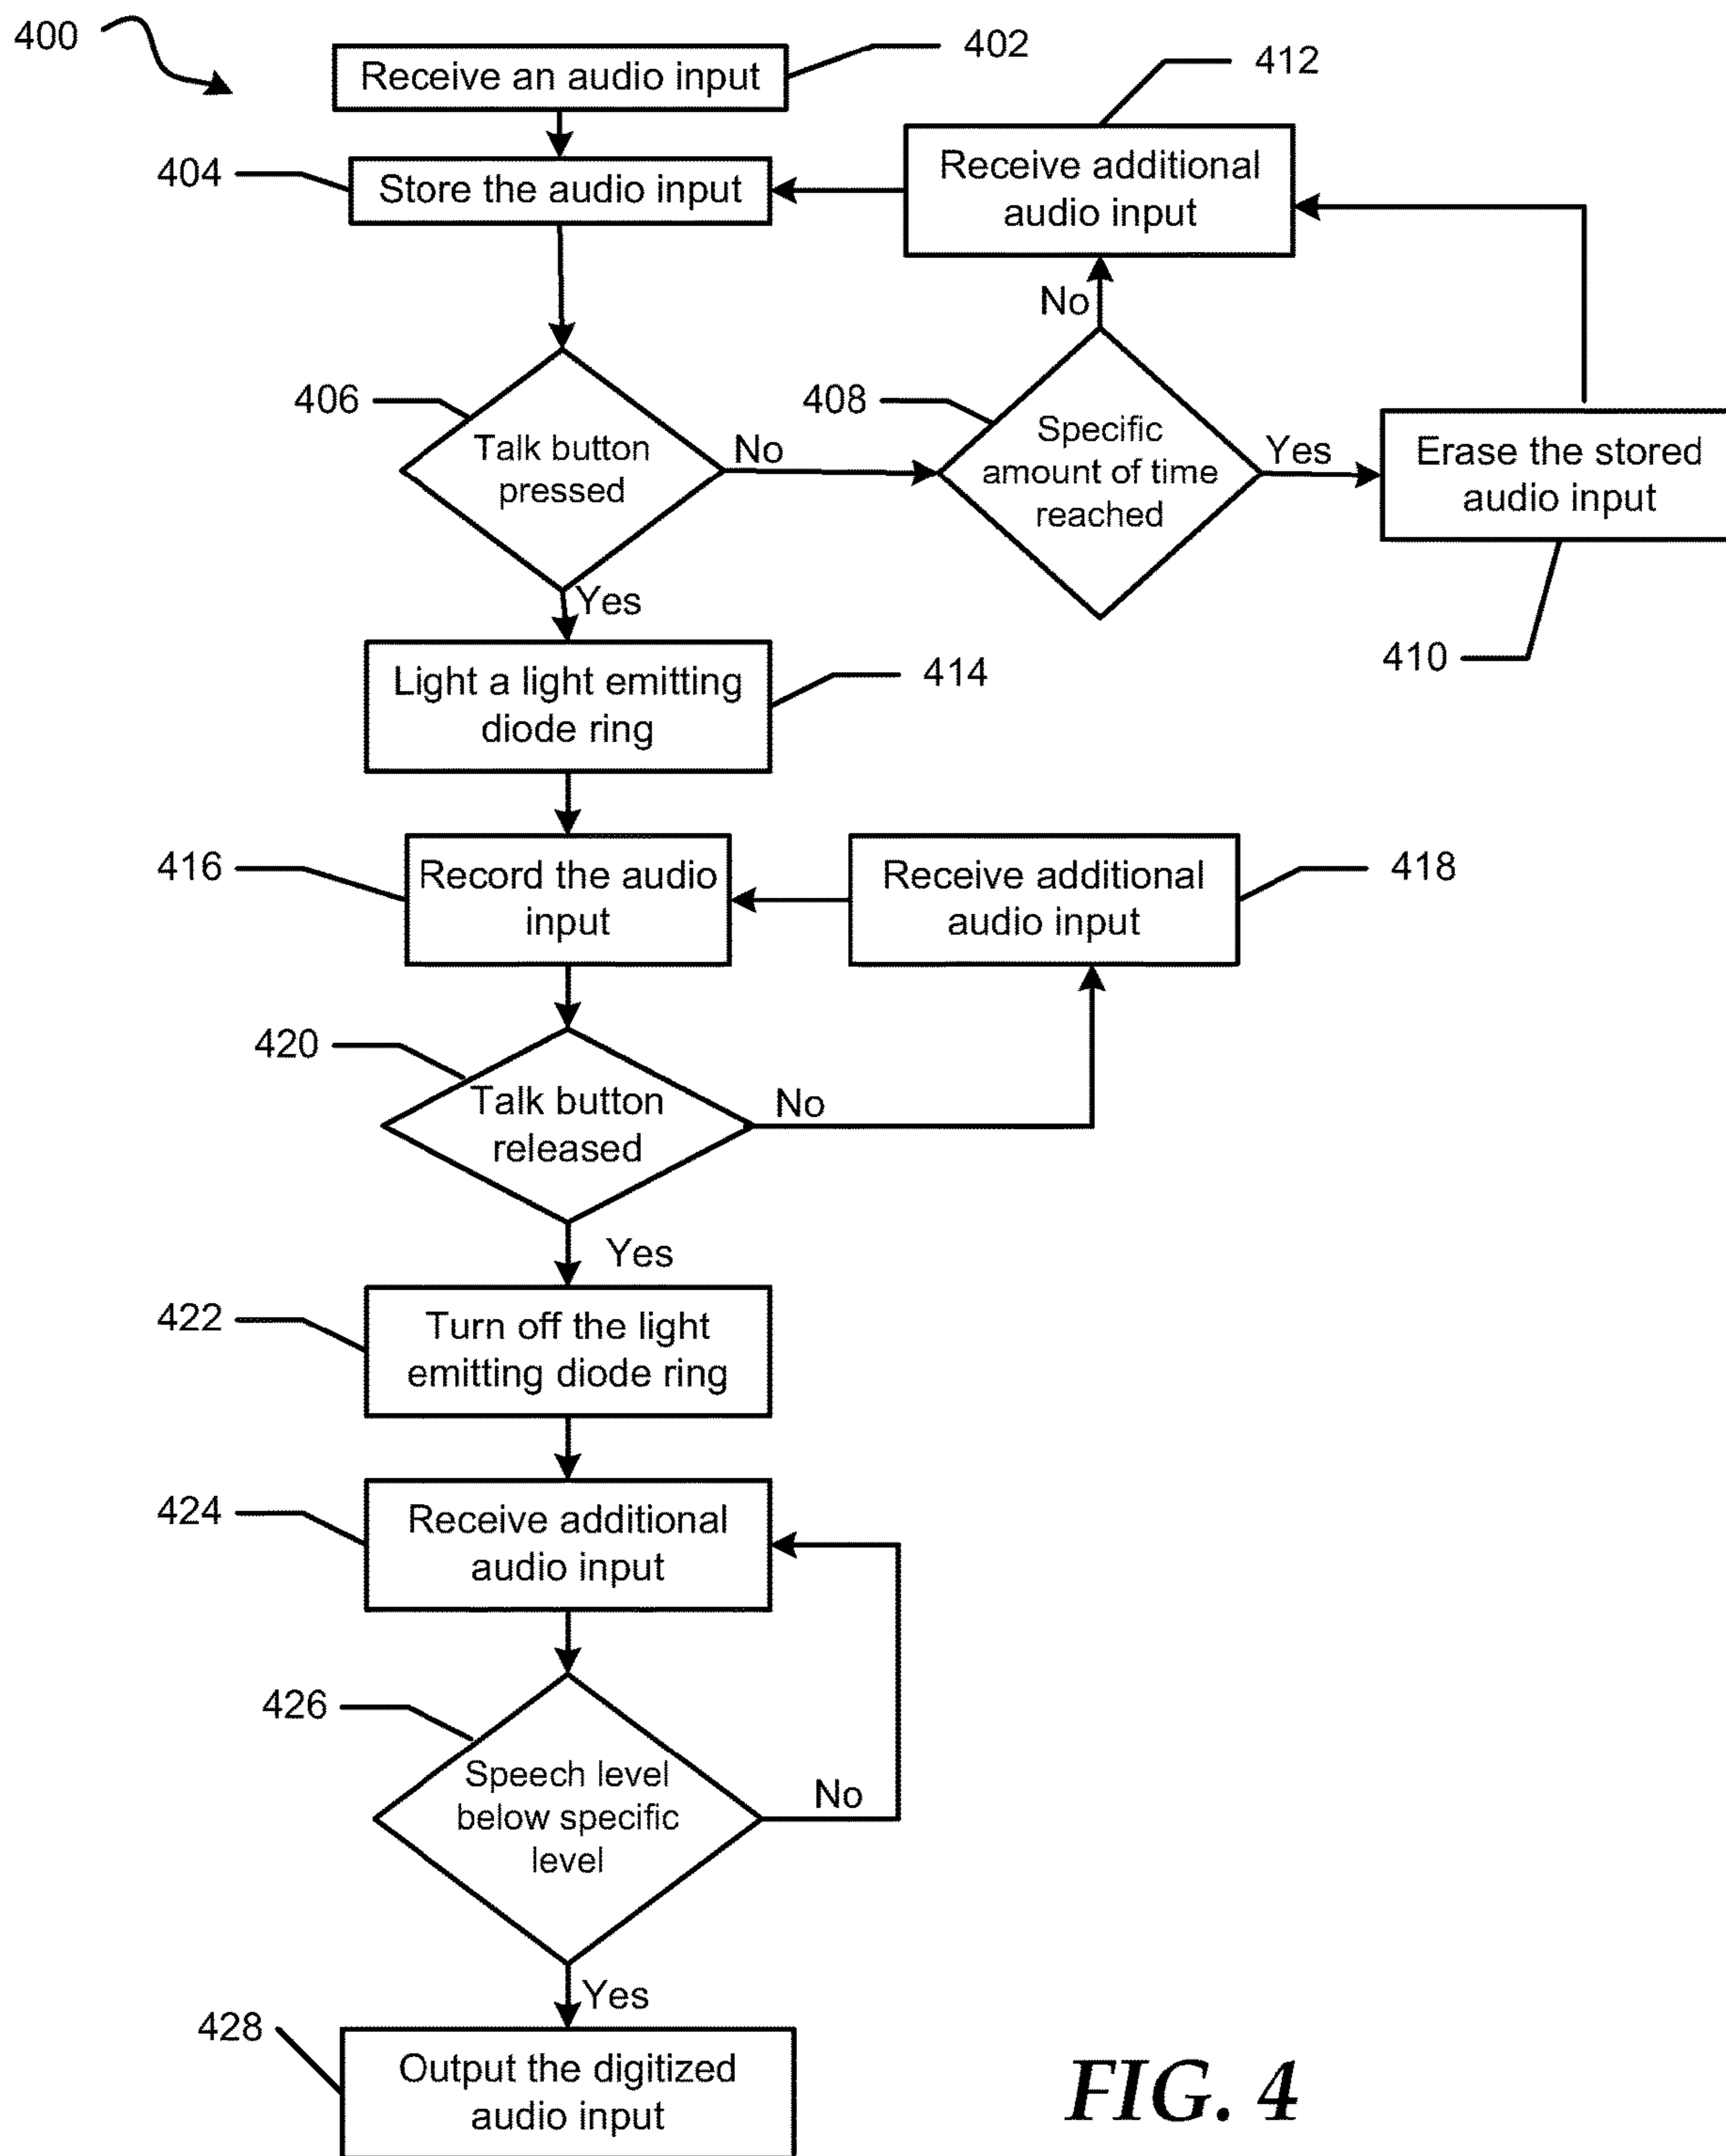 400
Receive an audio input
402
412
404
Store the audio input
Receive additional
audio input
No
406
Talk button
pressed
No
408
Specific
amount of time
reached
Yes
Erase the stored
audio input
410
Yes
Light a light emitting
diode ring
414
416
Record the audio
input
Receive additional
audio input
418
420
Talk button
released
No
Yes
422
Turn off the light
emitting diode ring
424
Receive additional
audio input
426
Speech level
below specific
level
No
Yes
428
Output the digitized
audio input
FIG. 4